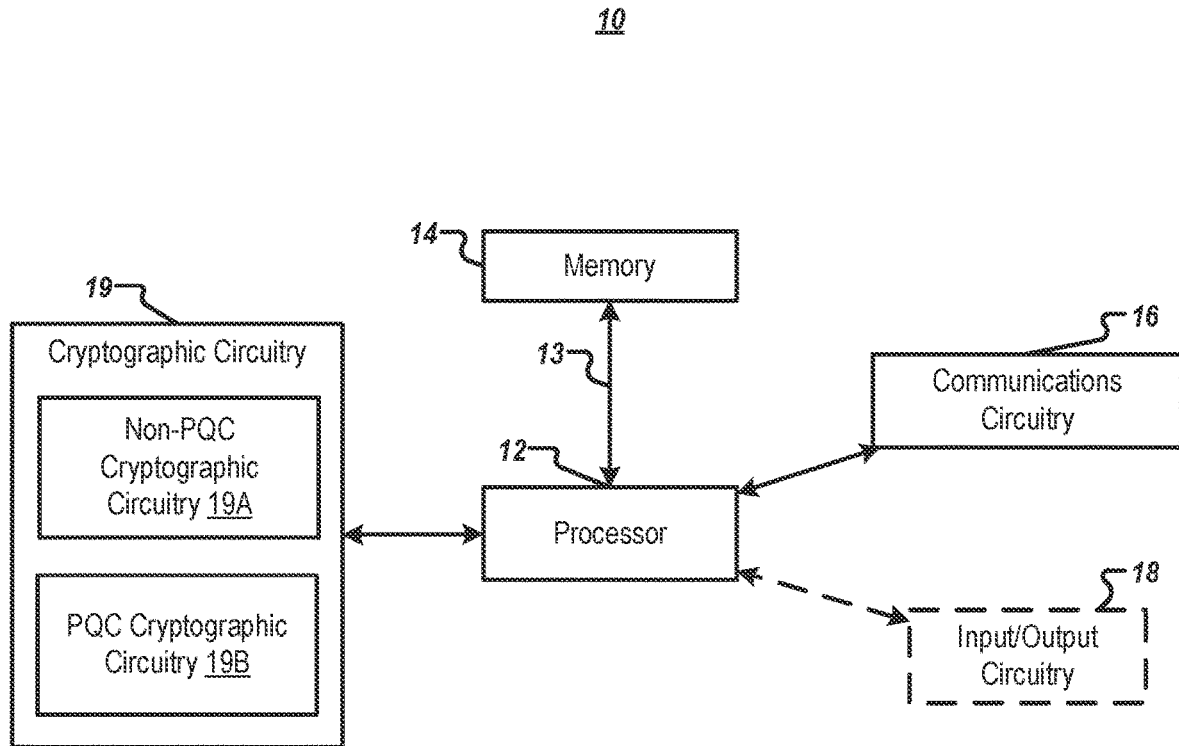 10
14
Memory
19
Cryptographic Circuitry
13
16
Communications
Circuitry
Non-PQC
Cryptographic
Circuitry 19A
12
Processor
PQC Cryptographic
Circuitry 19B
18
Input/Output
Circuitry